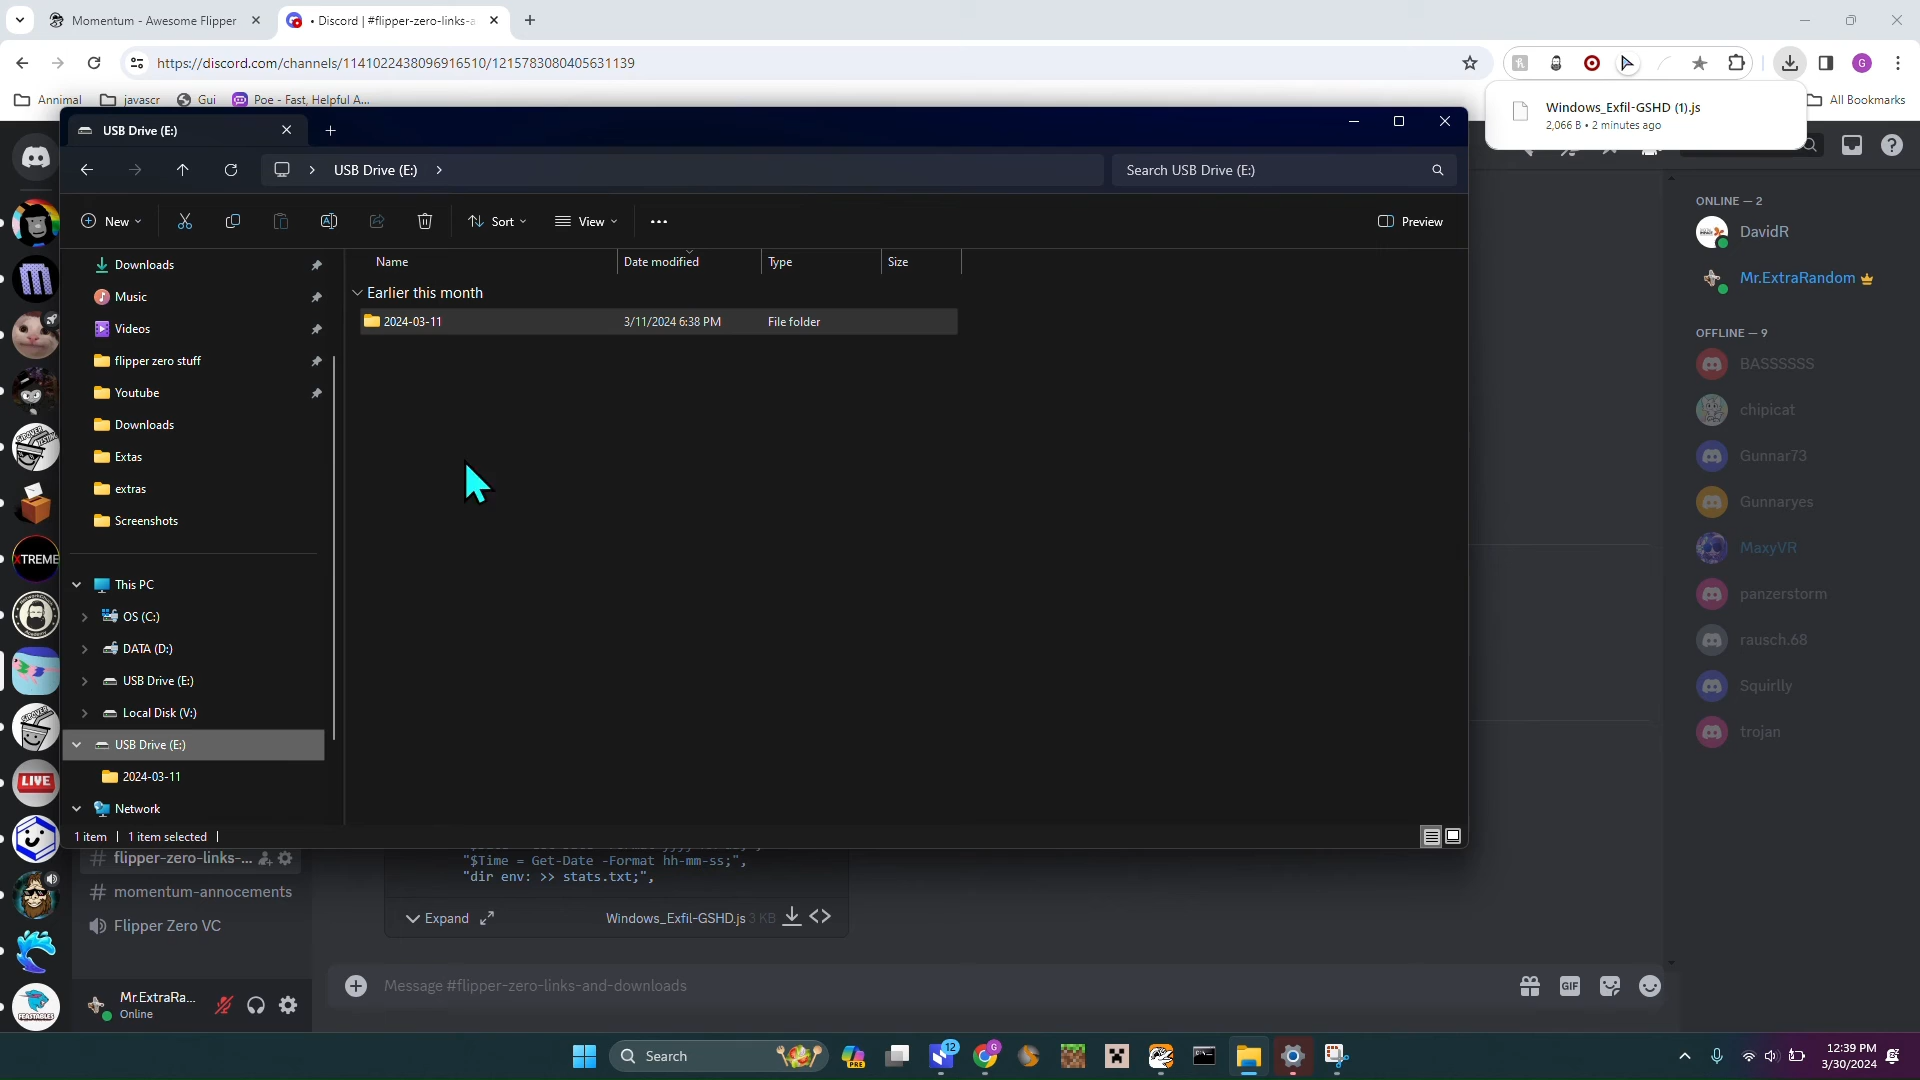 Momentum - Awesome Flipper
• Discord | #flipper-zero-links-a
https://discord.com/channels/1141022438096916510/1215783080405631139
G
Annimal
javascr
Gui
Poe - Fast, Helpful A...
All Bookmarks
Windows_Exfil-GSHD (1).js
2,066 B • 2 minutes ago
USB Drive (E:)
USB Drive (E:)
Search USB Drive (E:)
New
Sort
View
Preview
Downloads
Music
Videos
flipper zero stuff
Youtube
Downloads
Extas
extras
Screenshots
This PC
OS (C:)
DATA (D:)
USB Drive (E:)
Local Disk (V:)
USB Drive (E:)
2024-03-11
Network
Name
Date modified
Type
Size
Earlier this month
2024-03-11
3/11/2024 6:38 PM
File folder
1 item
1 item selected
ONLINE — 2
DavidR
Mr.ExtraRandom
OFFLINE — 9
BASSSSSS
chipicat
Gunnar73
Gunnaryes
MaxyVR
panzerstorm
rausch.68
Squirlly
trojan
XTREME
LIVE
FEASTABLES
# flipper-zero-links-...
# momentum-annocements
Flipper Zero VC
Mr.ExtraRa...
Online
"$Time = Get-Date -Format hh-mm-ss;",
"dir env: >> stats.txt;",
Expand
Windows_Exfil-GSHD.js 3 KB
Message #flipper-zero-links-and-downloads
GIF
Search
PRE
12
G
12:39 PM
3/30/2024